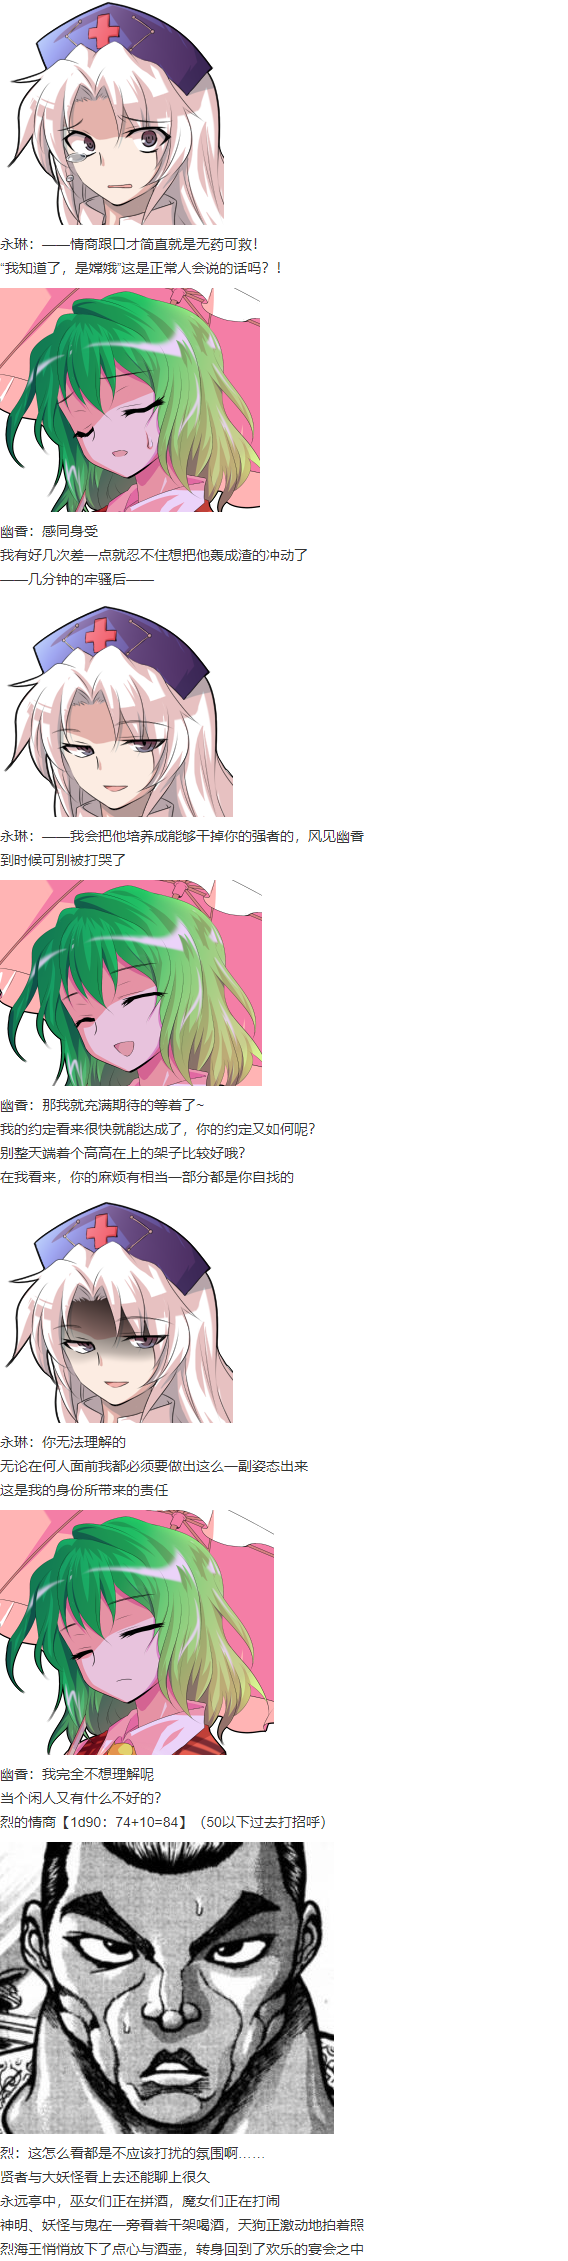 永琳：——情商跟口才简直就是无药可救！
“我知道了，是嫦娥”这是正常人会说的话吗？！
幽香：感同身受
我有好几次差一点就忍不住想把他轰成渣的冲动了
——几分钟的牢骚后——
永琳：——我会把他培养成能够干掉你的强者的，风见幽香
到时候可别被打哭了
幽香：那我就充满期待的等着了~
我的约定看来很快就能达成了，你的约定又如何呢？
别整天端着个高高在上的架子比较好哦？
在我看来，你的麻烦有相当一部分都是你自找的
永琳：你无法理解的
无论在何人面前我都必须要做出这么一副姿态出来
这是我的身份所带来的责任
幽香：我完全不想理解呢
当个闲人又有什么不好的？
烈的情商【1d90：74+10=84】（50以下过去打招呼）
烈：这怎么看都是不应该打扰的氛围啊……
贤者与大妖怪看上去还能聊上很久
永远亭中，巫女们正在拼酒，魔女们正在打闹
神明、妖怪与鬼在一旁看着干架喝酒，天狗正激动地拍着照
烈海王悄悄放下了点心与酒壶，转身回到了欢乐的宴会之中